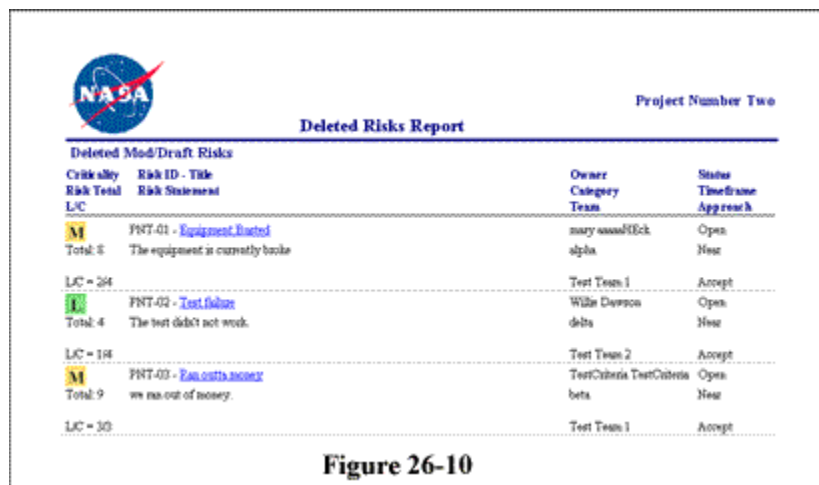 NASA
Project Number Two
Deleted Risks Report
Deleted Mod/Draft Risks
Criticality Risk ID - Title Owner Status
Risk Total Risk Statement Category Timeframe
L/C Team Approach
M PNT-01 - Equipment Busted mary Open
Total: 8 The equipment is currently broke alpha Near
L/C = 2/4 Test Team 1 Accept
L PNT-02 - Test failure Willie Dawson Open
Total: 4 The test didn't not work. delta Near
L/C = 1/4 Test Team 2 Accept
M PNT-03 - Ran outta money TestCriteria TestCriteria Open
Total: 9 we ran out of money. beta Near
L/C = 3/3 Test Team 1 Accept
Figure 26-10